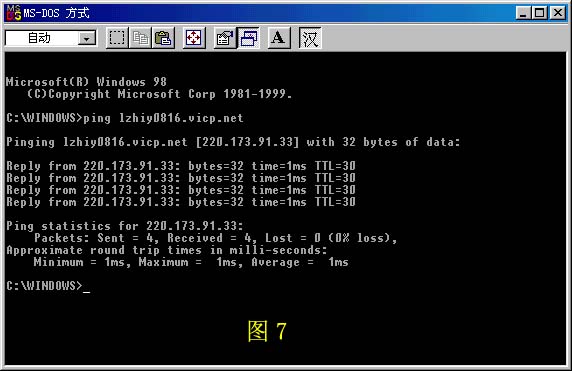 MS-DOS 方式
自动
A 汉
Microsoft(R) Windows 98
(C)Copyright Microsoft Corp 1981-1999.
C:\WINDOWS>ping lzhiy0816.vicp.net
Pinging lzhiy0816.vicp.net [220.173.91.33] with 32 bytes of data:
Reply from 220.173.91.33: bytes=32 time=1ms TTL=30
Reply from 220.173.91.33: bytes=32 time=1ms TTL=30
Reply from 220.173.91.33: bytes=32 time=1ms TTL=30
Reply from 220.173.91.33: bytes=32 time=1ms TTL=30
Ping statistics for 220.173.91.33:
Packets: Sent = 4, Received = 4, Lost = 0 (0% loss),
Approximate round trip times in milli-seconds:
Minimum = 1ms, Maximum =  1ms, Average =  1ms
C:\WINDOWS>_
图 7